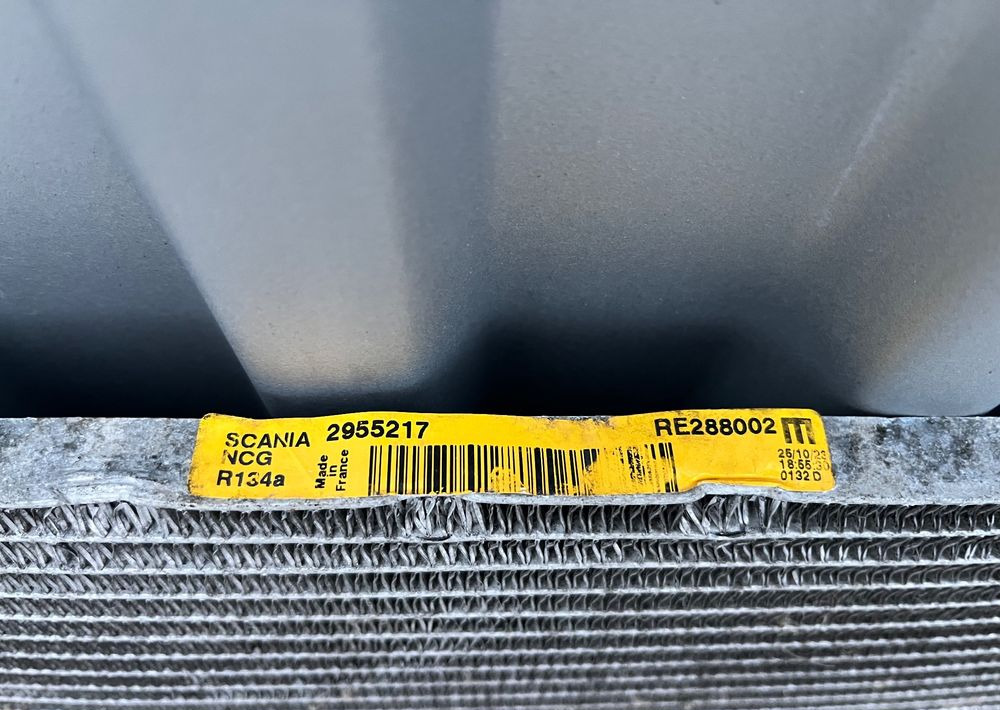 SCANIA 2955217
NCG
R134a
Made
in
France
RE288002
25/10/23
18:55:30
0132 D